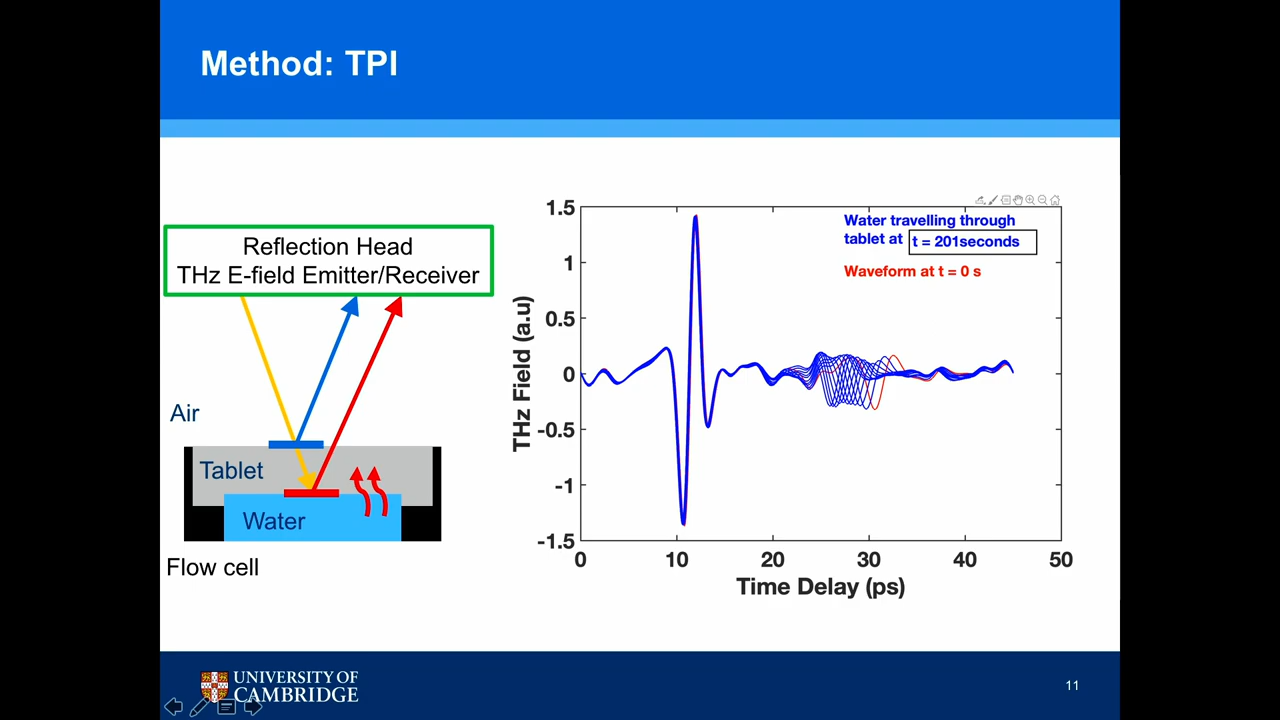 Method: TPI
Reflection Head
THz E-field Emitter/Receiver
Air
Tablet
Water
Flow cell
Water travelling through
tablet at t = 201seconds
Waveform at t = 0 s
THz Field (a.u)
1.5
1
0.5
0
-0.5
-1
-1.5
0 10 20 30 40 50
Time Delay (ps)
UNIVERSITY OF
CAMBRIDGE
11